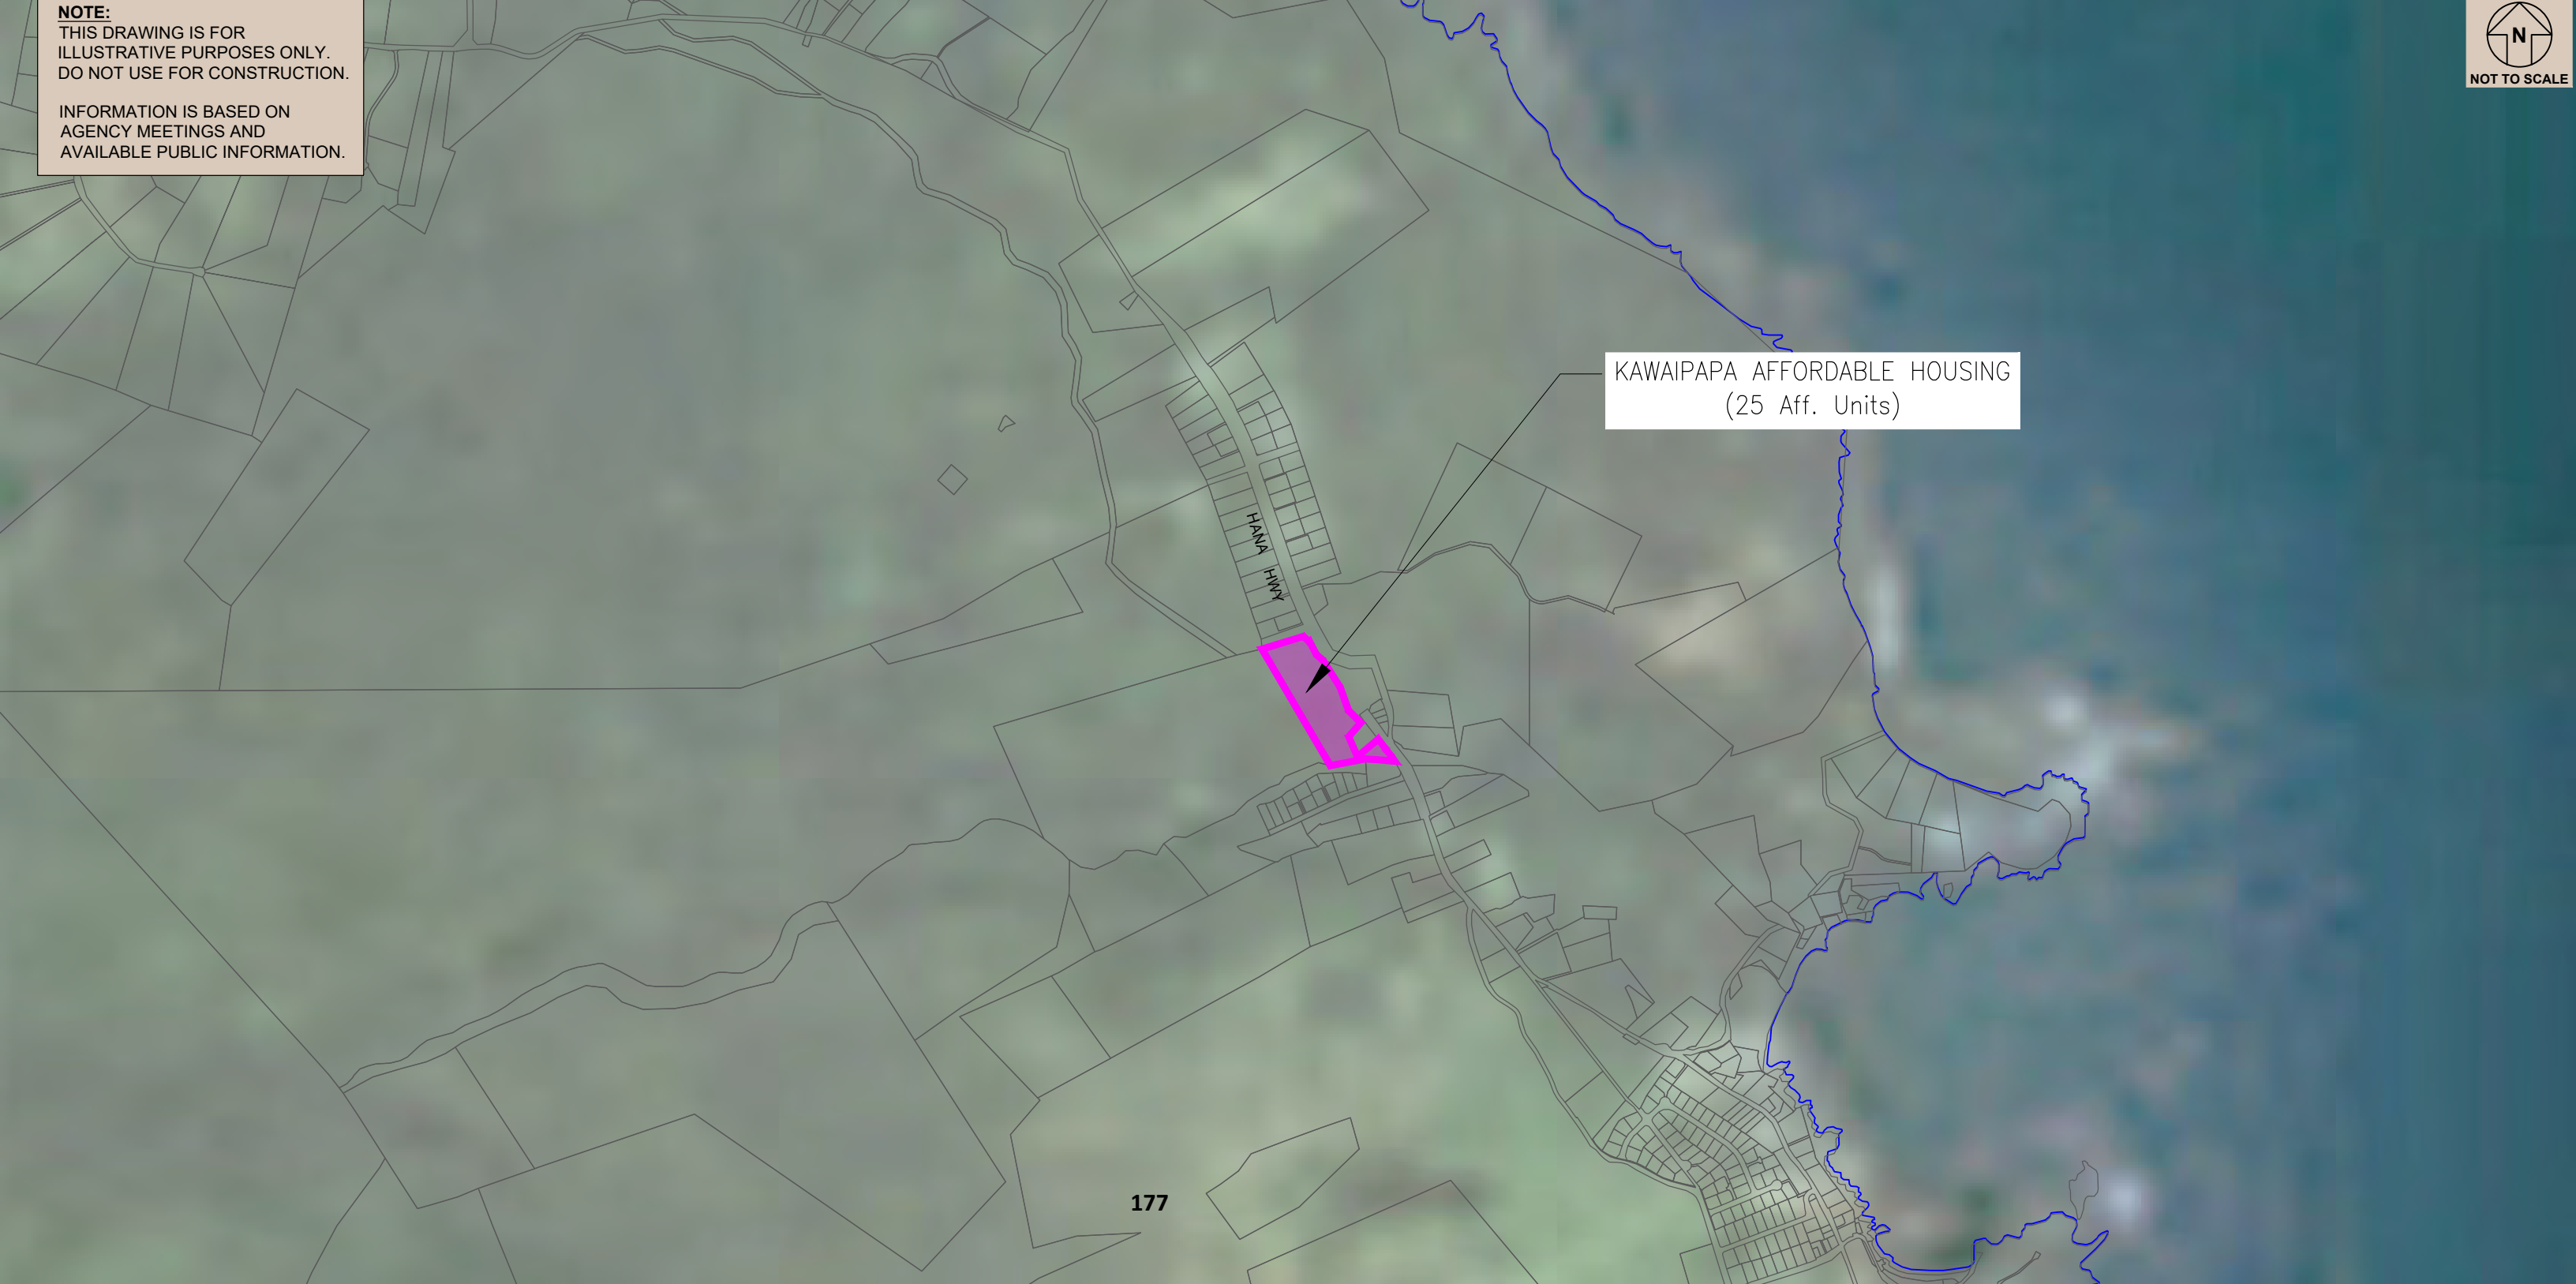 NOTE:
THIS DRAWING IS FOR
ILLUSTRATIVE PURPOSES ONLY.
DO NOT USE FOR CONSTRUCTION.
INFORMATION IS BASED ON
AGENCY MEETINGS AND
AVAILABLE PUBLIC INFORMATION.
N
NOT TO SCALE
KAWAIPAPA AFFORDABLE HOUSING
(25 Aff. Units)
HANA HWY
177